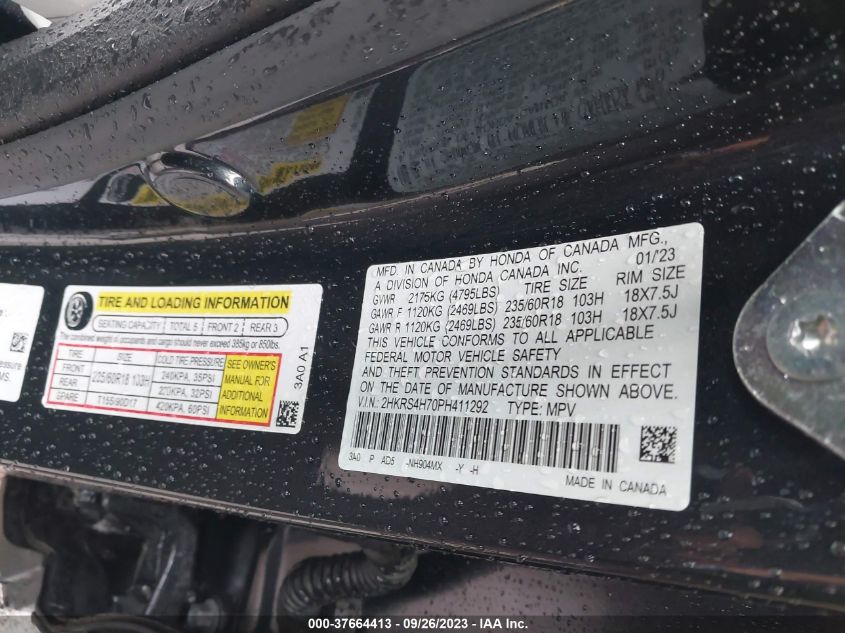 MFD. IN CANADA BY HONDA OF CANADA MFG.,
A DIVISION OF HONDA CANADA INC. 01/'23
GVWR 2175KG (4795LBS) TIRE SIZE RIM SIZE
GAWR F 1120KG (2469LBS) 235/60R18 103H 18X7.5J
GAWR R 1120KG (2469LBS) 235/60R18 103H 18X7.5J
THIS VEHICLE CONFORMS TO ALL APPLICABLE
FEDERAL MOTOR VEHICLE SAFETY
AND THEFT PREVENTION STANDARDS IN EFFECT
ON THE DATE OF MANUFACTURE SHOWN ABOVE.
V.I.N.: 2HKRS4H70PH411292 TYPE: MPV
3A0 P AD5 -NH904MX -Y -H
MADE IN CANADA
TIRE AND LOADING INFORMATION
SEATING CAPACITY TOTAL 5 FRONT 2 REAR 3
The combined weight of occupants and cargo should never exceed 385kg or 850lbs.
TIRE SIZE COLD TIRE PRESSURE
FRONT 235/60R18 103H 240KPA, 35PSI
REAR 220KPA, 32PSI
SPARE T155/90D17 420KPA, 60PSI
SEE OWNER'S
MANUAL FOR
ADDITIONAL
INFORMATION
3A0 A1
000-37664413 - 09/26/2023 - IAAI Inc.